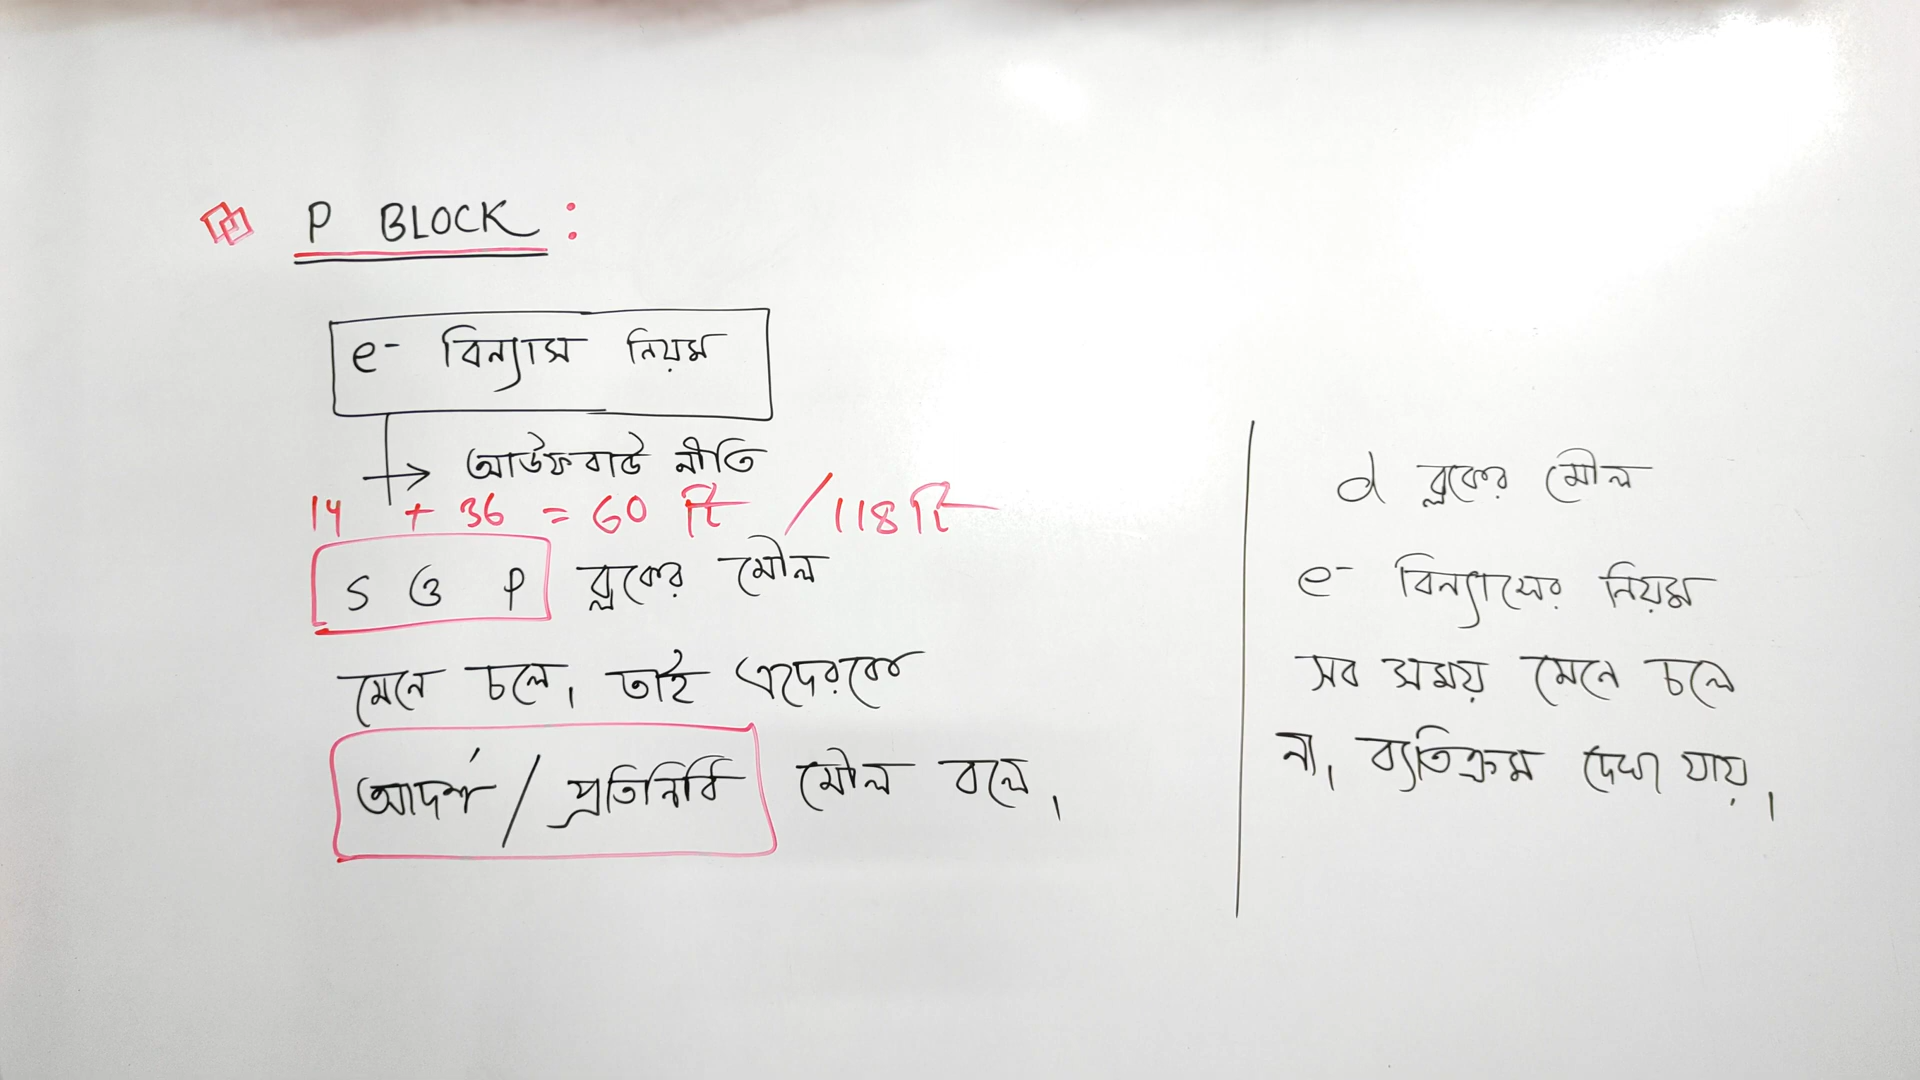 P BLOCK :
e- বিন্যাস নিয়ম
→ আউফবাউ নীতি
14 + 36 = 60 টি / 118 টি
s ও p ব্লকের মৌল
মেনে চলে। তাই এদেরকে
আদর্শ / প্রতিনিধি মৌল বলে।
d ব্লকের মৌল
e- বিন্যাসের নিয়ম
সব সময় মেনে চলে
না। ব্যতিক্রম দেখা যায়।